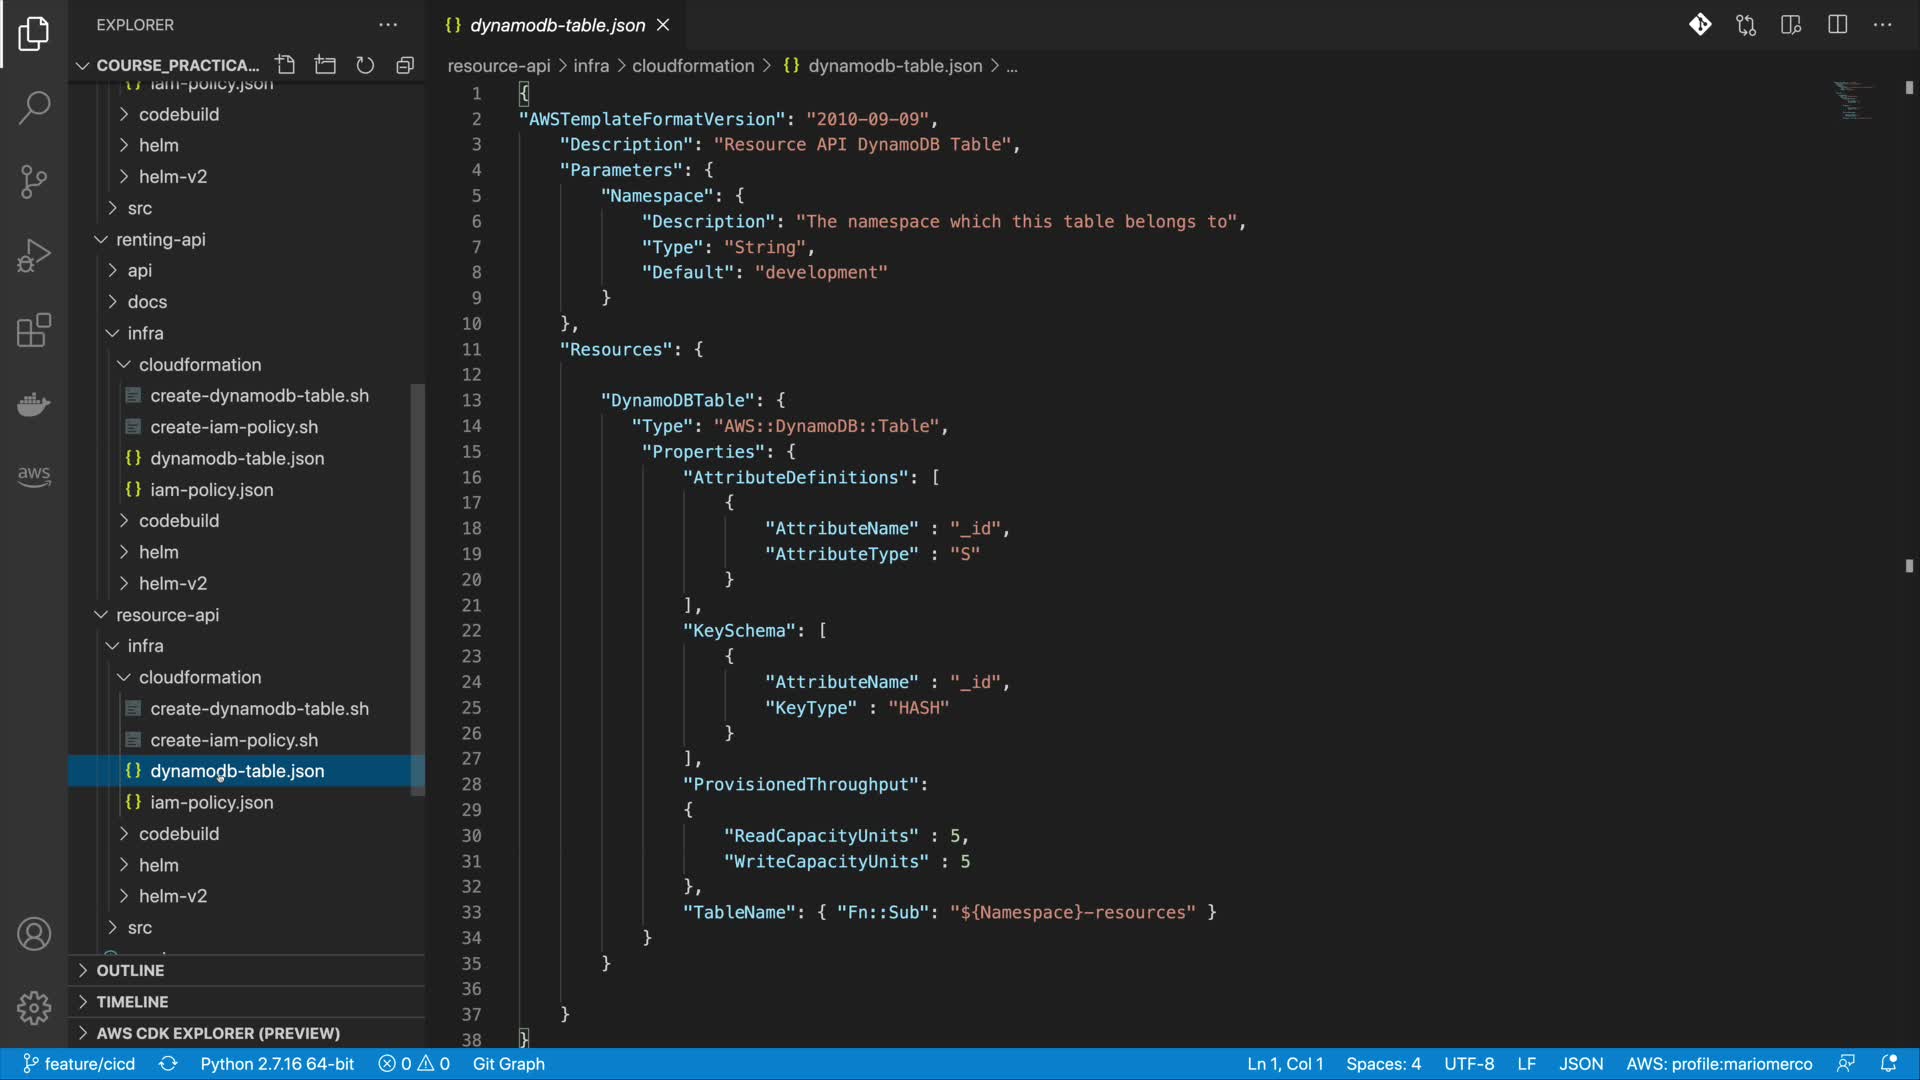 EXPLORER
COURSE_PRACTICA...
iam-policy.json
codebuild
helm
helm-v2
src
renting-api
api
docs
infra
cloudformation
create-dynamodb-table.sh
create-iam-policy.sh
{} dynamodb-table.json
{} iam-policy.json
codebuild
helm
helm-v2
resource-api
infra
cloudformation
create-dynamodb-table.sh
create-iam-policy.sh
{} dynamodb-table.json
{} iam-policy.json
codebuild
helm
helm-v2
src
OUTLINE
TIMELINE
AWS CDK EXPLORER (PREVIEW)
aws
{} dynamodb-table.json
resource-api > infra > cloudformation > {} dynamodb-table.json > ...
1 {
2 "AWSTemplateFormatVersion": "2010-09-09",
3 "Description": "Resource API DynamoDB Table",
4 "Parameters": {
5 "Namespace": {
6 "Description": "The namespace which this table belongs to",
7 "Type": "String",
8 "Default": "development"
9 }
10 },
11 "Resources": {
12
13 "DynamoDBTable": {
14 "Type": "AWS::DynamoDB::Table",
15 "Properties": {
16 "AttributeDefinitions": [
17 {
18 "AttributeName" : "_id",
19 "AttributeType" : "S"
20 }
21 ],
22 "KeySchema": [
23 {
24 "AttributeName" : "_id",
25 "KeyType" : "HASH"
26 }
27 ],
28 "ProvisionedThroughput":
29 {
30 "ReadCapacityUnits" : 5,
31 "WriteCapacityUnits" : 5
32 },
33 "TableName": { "Fn::Sub": "${Namespace}-resources" }
34 }
35 }
36
37 }
38 }
feature/cicd Python 2.7.16 64-bit 0 0 Git Graph Ln 1, Col 1 Spaces: 4 UTF-8 LF JSON AWS: profile:mariomerco